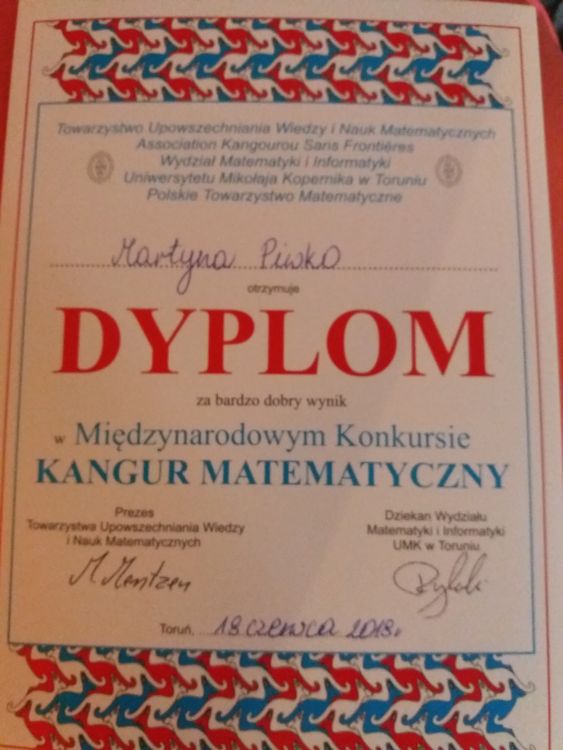 Towarzystwo Upowszechniania Wiedzy i Nauk Matematycznych
Association Kangourou Sans Frontières
Wydział Matematyki i Informatyki
Uniwersytetu Mikołaja Kopernika w Toruniu
Polskie Towarzystwo Matematyczne
Martyna Piwko
otrzymuje
DYPLOM
za bardzo dobry wynik
w Międzynarodowym Konkursie
KANGUR MATEMATYCZNY
Prezes
Towarzystwa Upowszechniania Wiedzy
i Nauk Matematycznych
Dziekan Wydziału
Matematyki i Informatyki
UMK w Toruniu
M Mentzen
Toruń, 18 czerwca 2018r